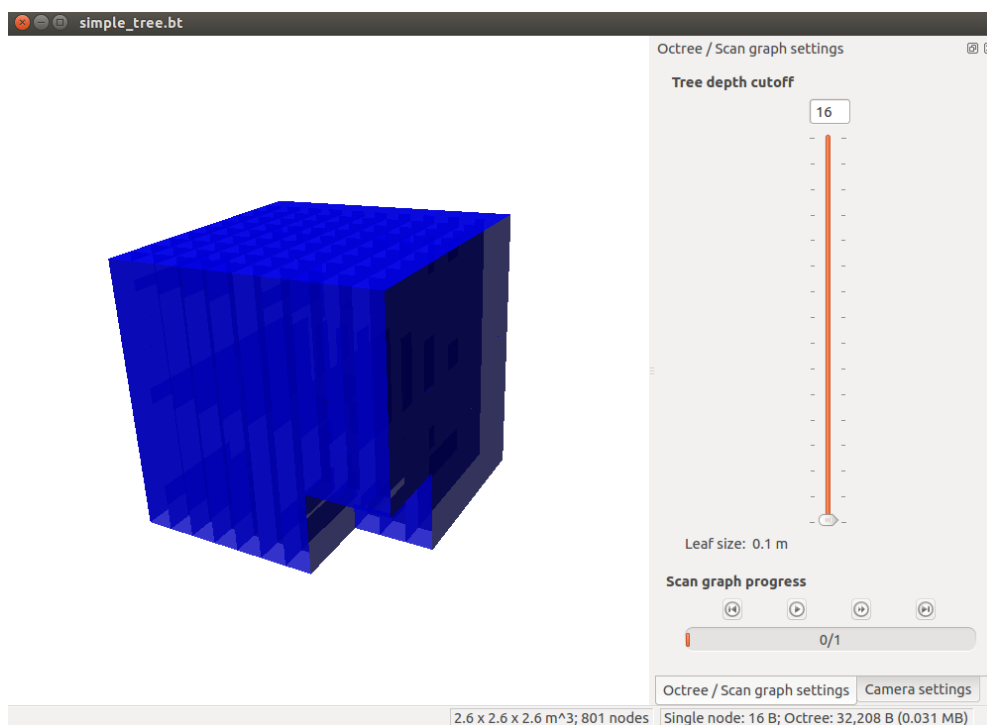 simple_tree.bt
Octree / Scan graph settings
Tree depth cutoff
16
Leaf size: 0.1 m
Scan graph progress
0/1
Octree / Scan graph settings Camera settings
2.6 x 2.6 x 2.6 m^3; 801 nodes Single node: 16 B; Octree: 32,208 B (0.031 MB)